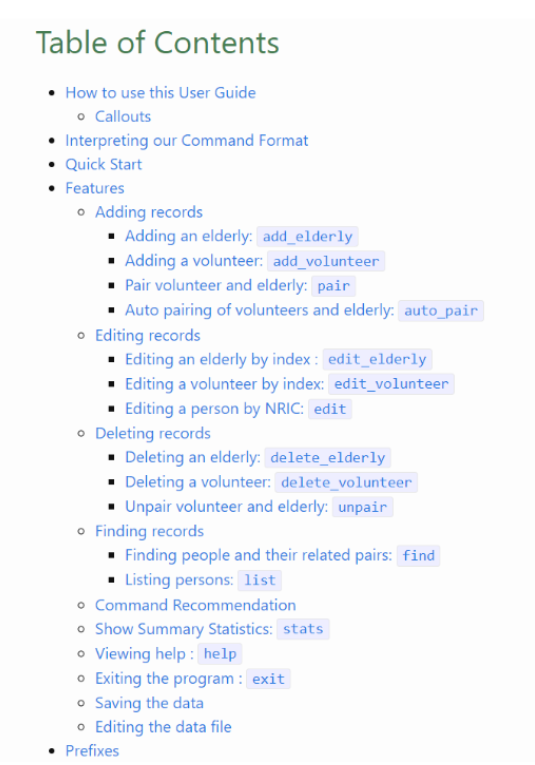 Table of Contents
How to use this User Guide
Callouts
Interpreting our Command Format
Quick Start
Features
Adding records
Adding an elderly: add_elderly
Adding a volunteer: add_volunteer
Pair volunteer and elderly: pair
Auto pairing of volunteers and elderly: auto_pair
Editing records
Editing an elderly by index : edit_elderly
Editing a volunteer by index: edit_volunteer
Editing a person by NRIC: edit
Deleting records
Deleting an elderly: delete_elderly
Deleting a volunteer: delete_volunteer
Unpair volunteer and elderly: unpair
Finding records
Finding people and their related pairs: find
Listing persons: list
Command Recommendation
Show Summary Statistics: stats
Viewing help : help
Exiting the program : exit
Saving the data
Editing the data file
Prefixes